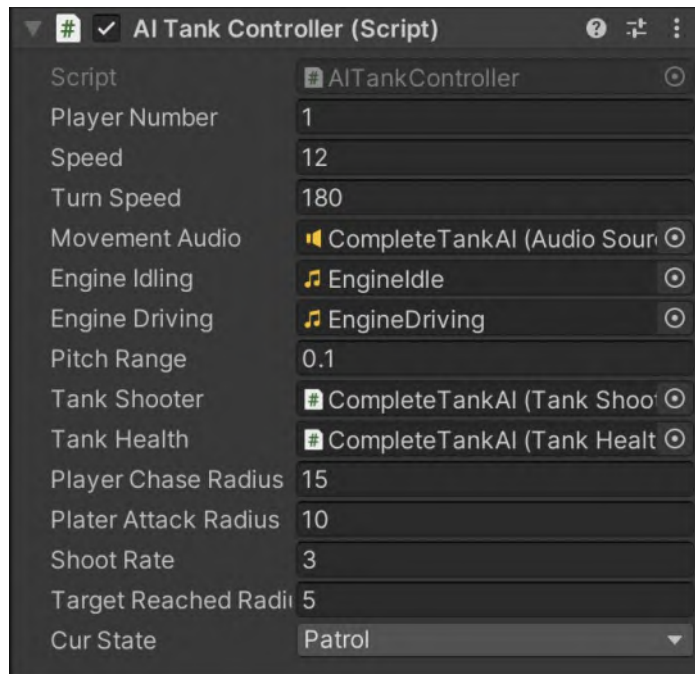 # AI Tank Controller (Script)
Script # AITankController
Player Number 1
Speed 12
Turn Speed 180
Movement Audio CompleteTankAI (Audio Sour
Engine Idling EngineIdle
Engine Driving EngineDriving
Pitch Range 0.1
Tank Shooter # CompleteTankAI (Tank Shoot
Tank Health # CompleteTankAI (Tank Healt
Player Chase Radius 15
Plater Attack Radius 10
Shoot Rate 3
Target Reached Radiu 5
Cur State Patrol